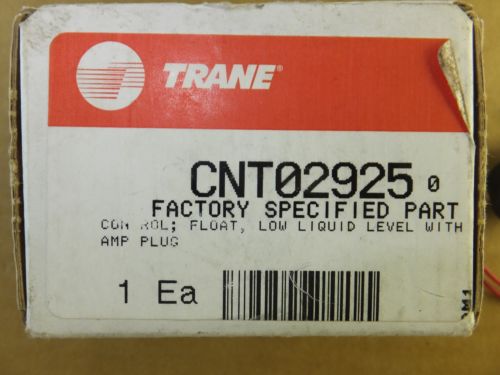 TRANE®
CNT02925 0
FACTORY SPECIFIED PART
CON ROL; FLOAT, LOW LIQUID LEVEL WITH
AMP PLUG
1 Ea